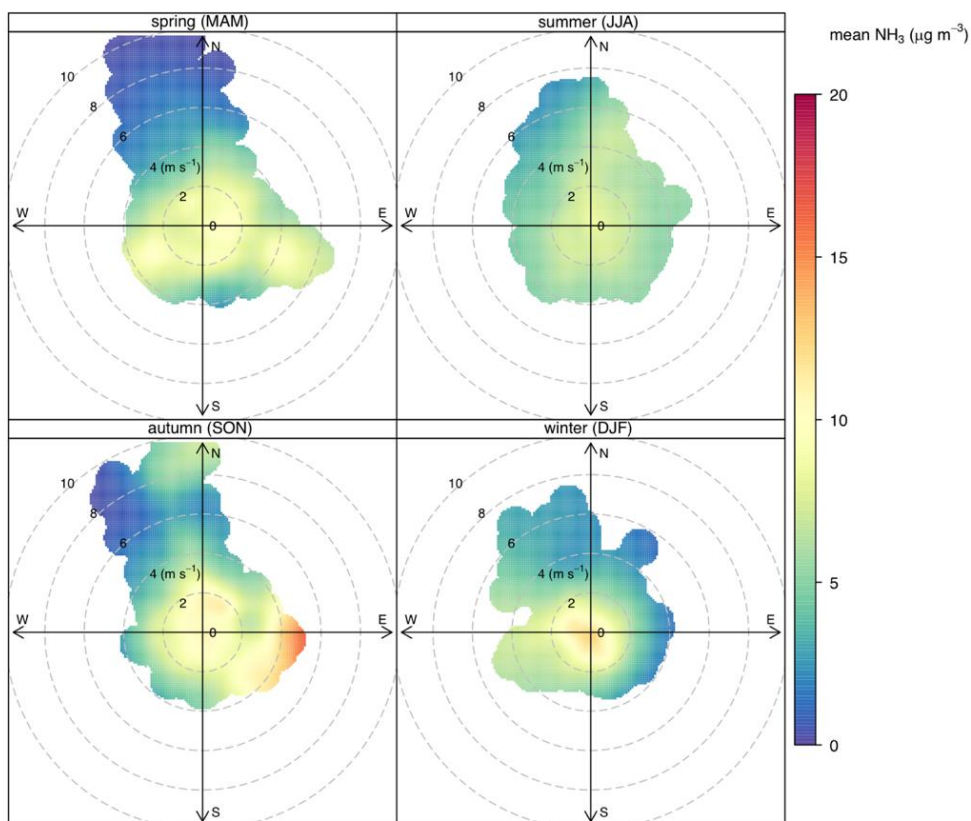 spring (MAM)
N
10
8
6
4 (m s⁻¹)
2
0
W
E
S
summer (JJA)
N
10
8
6
4 (m s⁻¹)
2
0
W
E
S
autumn (SON)
N
10
8
6
4 (m s⁻¹)
2
0
W
E
S
winter (DJF)
N
10
8
6
4 (m s⁻¹)
2
0
W
E
S
mean NH₃ (μg m⁻³)
20
15
10
5
0